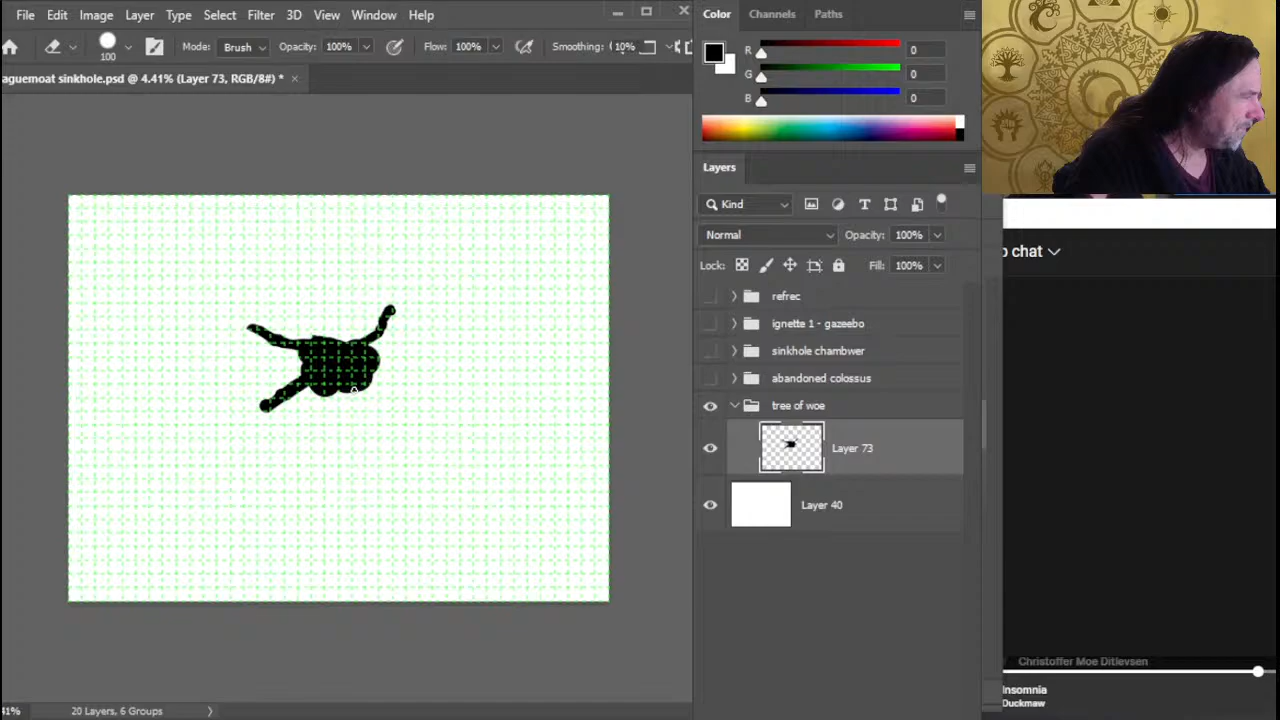 File Edit Image Layer Type Select Filter 3D View Window Help
100 Mode: Brush Opacity: 100% Flow: 100% Smoothing: 10%
aguemoat sinkhole.psd @ 4.41% (Layer 73, RGB/8#) * ×
Color Channels Paths
R 0
G 0
B 0
Layers
Kind
Normal Opacity: 100%
Lock: Fill: 100%
refrec
ignette 1 - gazeebo
sinkhole chambwer
abandoned colossus
tree of woe
Layer 73
Layer 40
41% 20 Layers, 6 Groups
p chat
Christoffer Moe Ditlevsen
Insomnia
Duckmaw